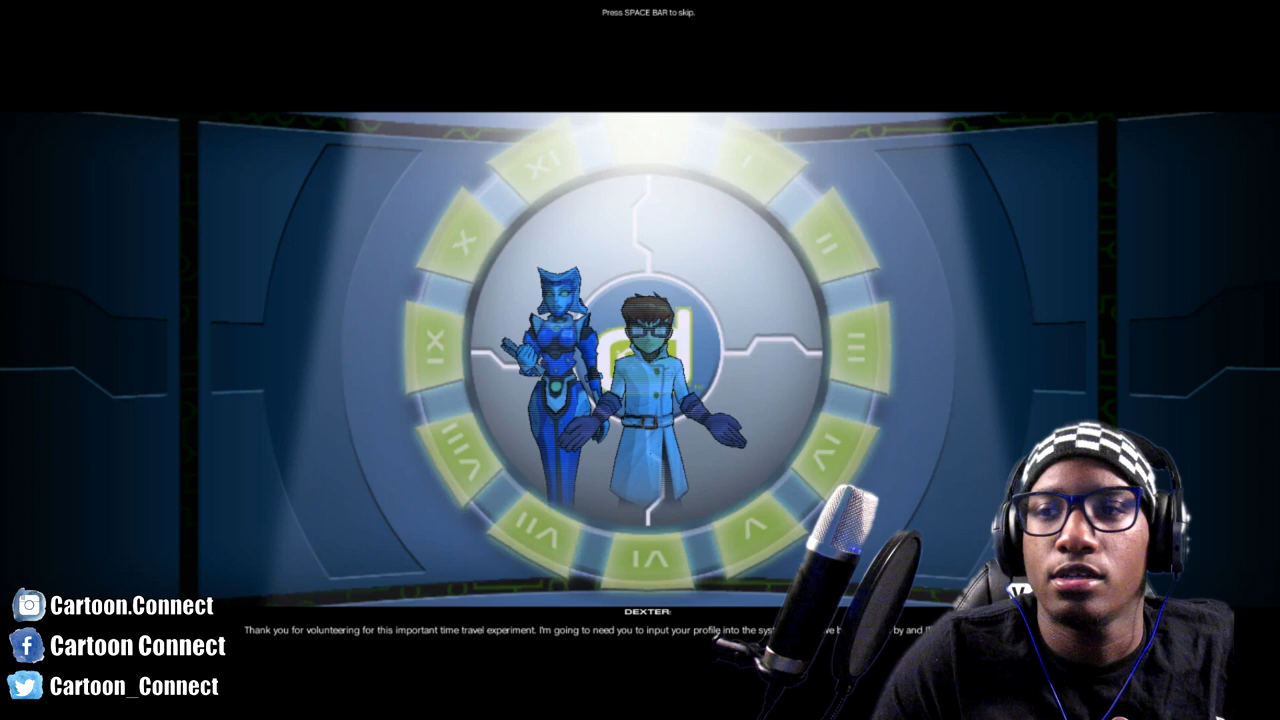 Press SPACE BAR to skip.
XI
I
X
II
IX
III
VIII
IV
VII
V
VI
d
DEXTER:
Thank you for volunteering for this important time travel experiment. I'm going to need you to input your profile into the by and
Cartoon.Connect
Cartoon Connect
Cartoon_Connect